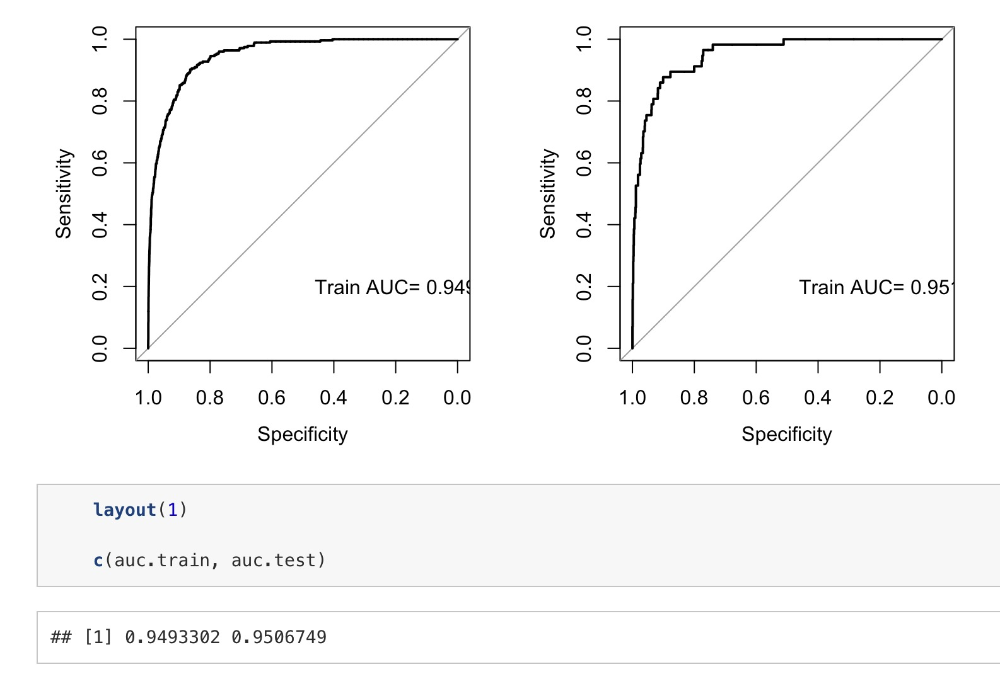 1.0
0.8
0.6
0.4
0.2
0.0
Sensitivity
Train AUC= 0.949
1.0 0.8 0.6 0.4 0.2 0.0
Specificity
1.0
0.8
0.6
0.4
0.2
0.0
Sensitivity
Train AUC= 0.951
1.0 0.8 0.6 0.4 0.2 0.0
Specificity
layout(1)
c(auc.train, auc.test)
## [1] 0.9493302 0.9506749